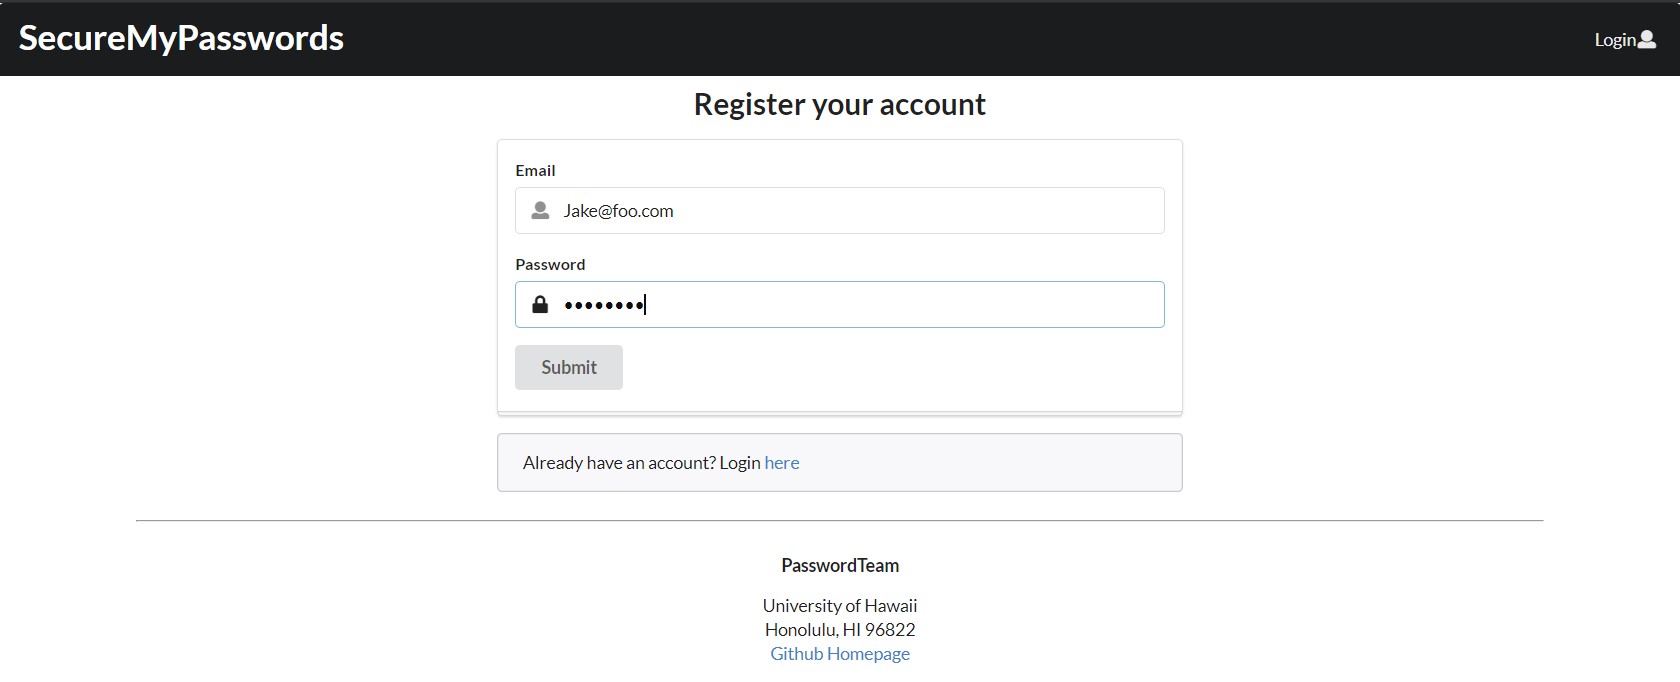 SecureMyPasswords
Login
Register your account
Email
Jake@foo.com
Password
••••••••
Submit
Already have an account? Login here
PasswordTeam
University of Hawaii
Honolulu, HI 96822
Github Homepage